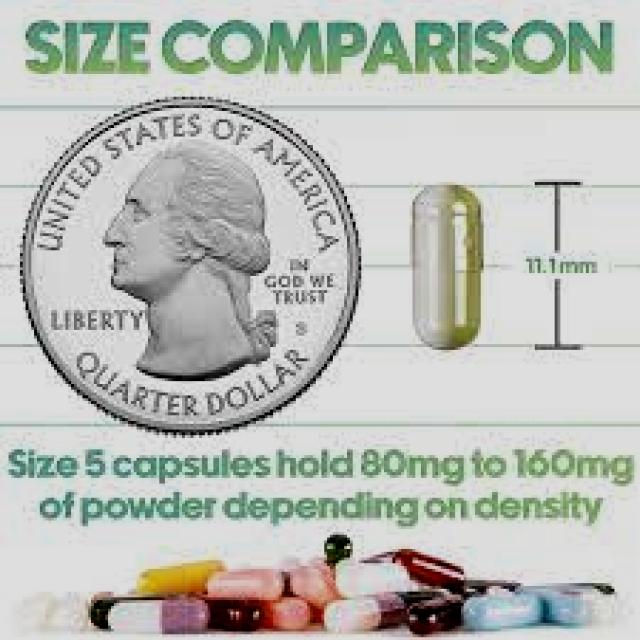 SIZE COMPARISON
UNITED STATES OF AMERICA
IN
GOD WE
TRUST
LIBERTY
S
QUARTER DOLLAR
11.1mm
Size 5 capsules hold 80mg to 160mg
of powder depending on density